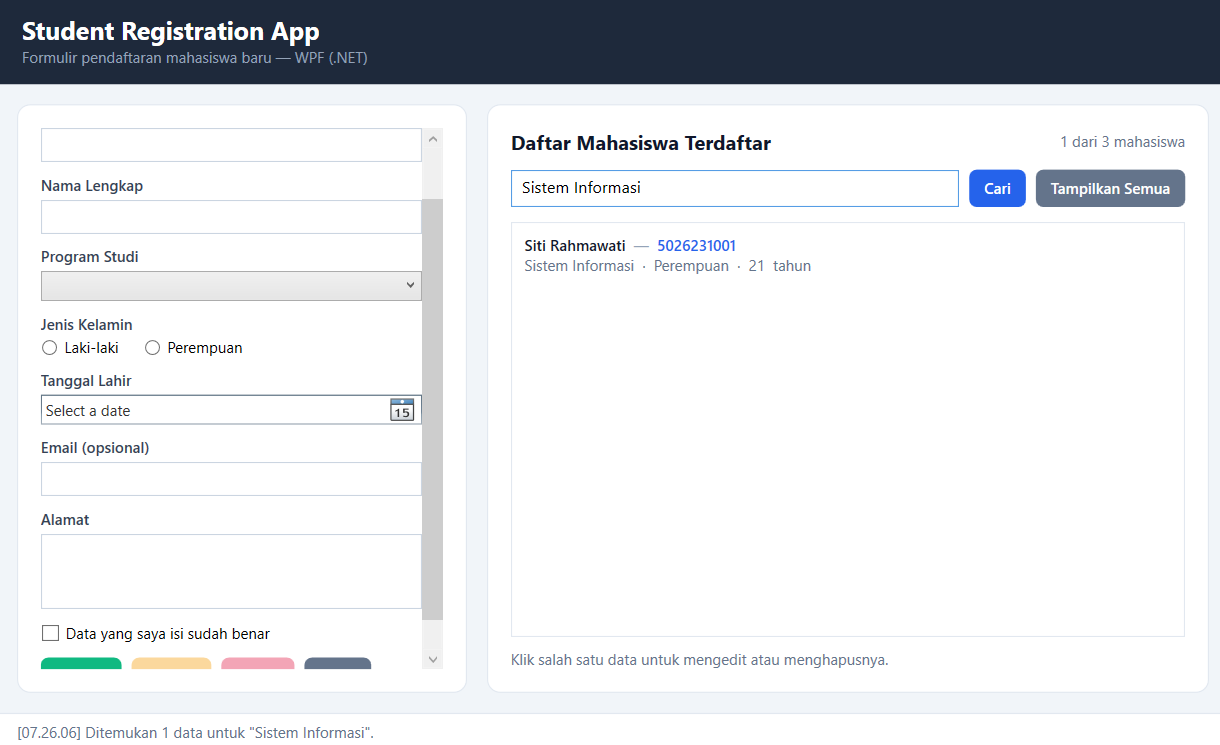 Student Registration App
Formulir pendaftaran mahasiswa baru — WPF (.NET)
Nama Lengkap
Program Studi
Jenis Kelamin
Laki-laki Perempuan
Tanggal Lahir
Select a date 15
Email (opsional)
Alamat
Data yang saya isi sudah benar
Daftar Mahasiswa Terdaftar 1 dari 3 mahasiswa
Sistem Informasi Cari Tampilkan Semua
Siti Rahmawati — 5026231001
Sistem Informasi · Perempuan · 21 tahun
Klik salah satu data untuk mengedit atau menghapusnya.
[07.26.06] Ditemukan 1 data untuk "Sistem Informasi".